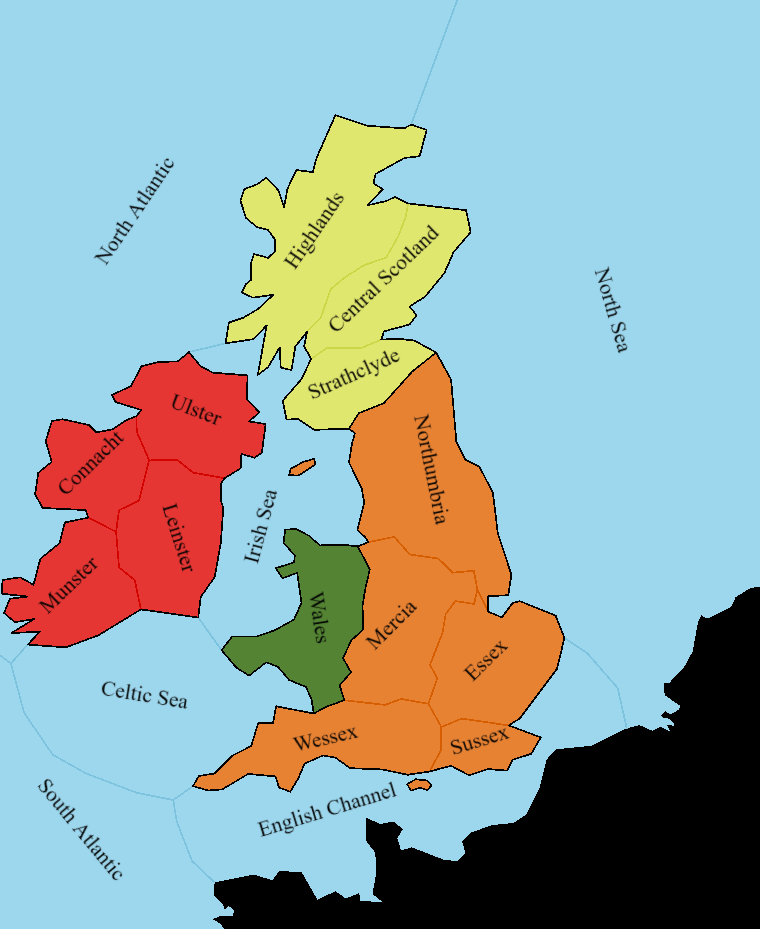 North Atlantic
Highlands
Central Scotland
North Sea
Strathclyde
Ulster
Connacht
Northumbria
Irish Sea
Leinster
Munster
Wales
Mercia
Essex
Celtic Sea
Wessex
Sussex
English Channel
South Atlantic